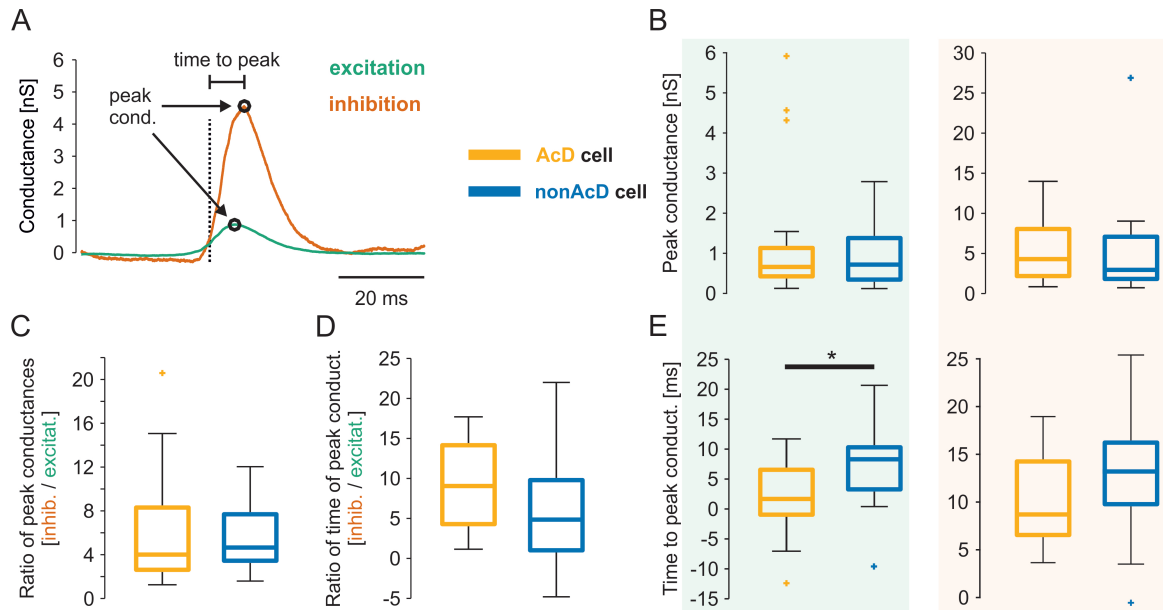 A
Conductance [nS]
6
5
4
3
2
1
0
time to peak
peak
cond.
excitation
inhibition
20 ms
AcD cell
nonAcD cell
B
Peak conductance [nS]
6
5
4
3
2
1
0
30
25
20
15
10
5
0
C
Ratio of peak conductances
[inhib. / excitat.]
20
16
12
8
4
0
D
Ratio of time of peak conduct.
[inhib. / excitat.]
25
20
15
10
5
0
-5
E
Time to peak conduct. [ms]
25
20
15
10
5
0
-5
-10
-15
*
25
20
15
10
5
0